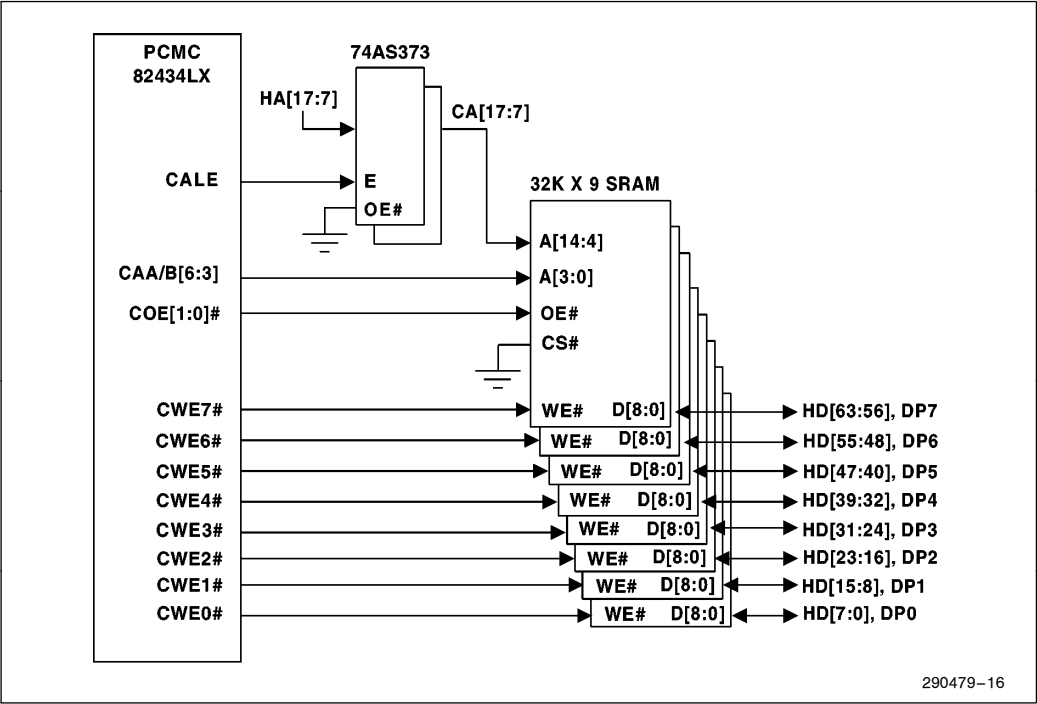 PCMC
82434LX
74AS373
HA[17:7]
CA[17:7]
CALE
E
OE#
32K X 9 SRAM
A[14:4]
CAA/B[6:3]
A[3:0]
COE[1:0]#
OE#
CS#
CWE7#
WE# D[8:0]
HD[63:56], DP7
CWE6#
WE# D[8:0]
HD[55:48], DP6
CWE5#
WE# D[8:0]
HD[47:40], DP5
CWE4#
WE# D[8:0]
HD[39:32], DP4
CWE3#
WE# D[8:0]
HD[31:24], DP3
CWE2#
WE# D[8:0]
HD[23:16], DP2
CWE1#
WE# D[8:0]
HD[15:8], DP1
CWE0#
WE# D[8:0]
HD[7:0], DP0
290479-16